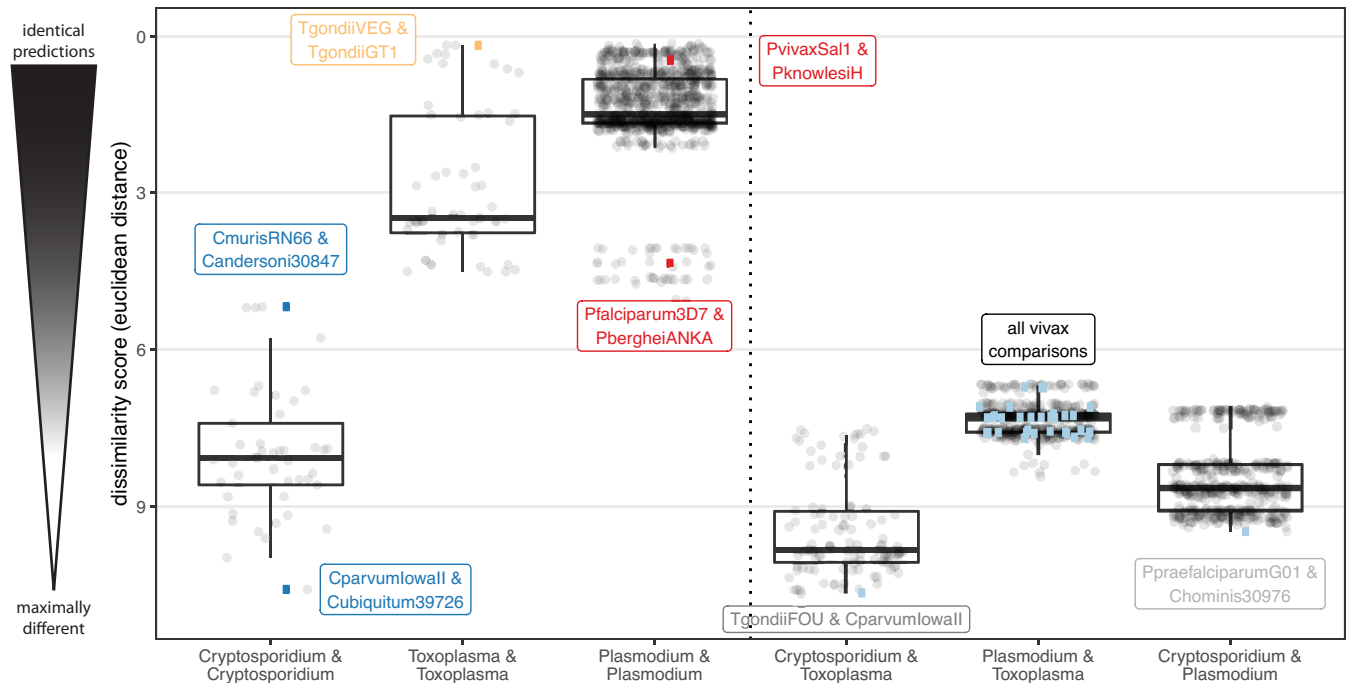 identical
predictions
maximally
different
dissimilarity score (euclidean distance)
0
3
6
9
TgondiiVEG &
TgondiiGT1
PvivaxSal1 &
PknowlesiH
CmurisRN66 &
Candersoni30847
Pfalciparum3D7 &
PbergheiANKA
all vivax
comparisons
CparvumIowaII &
Cubiquitum39726
TgondiiFOU & CparvumIowaII
PpraefalciparumG01 &
Chominis30976
Cryptosporidium &
Cryptosporidium
Toxoplasma &
Toxoplasma
Plasmodium &
Plasmodium
Cryptosporidium &
Toxoplasma
Plasmodium &
Toxoplasma
Cryptosporidium &
Plasmodium